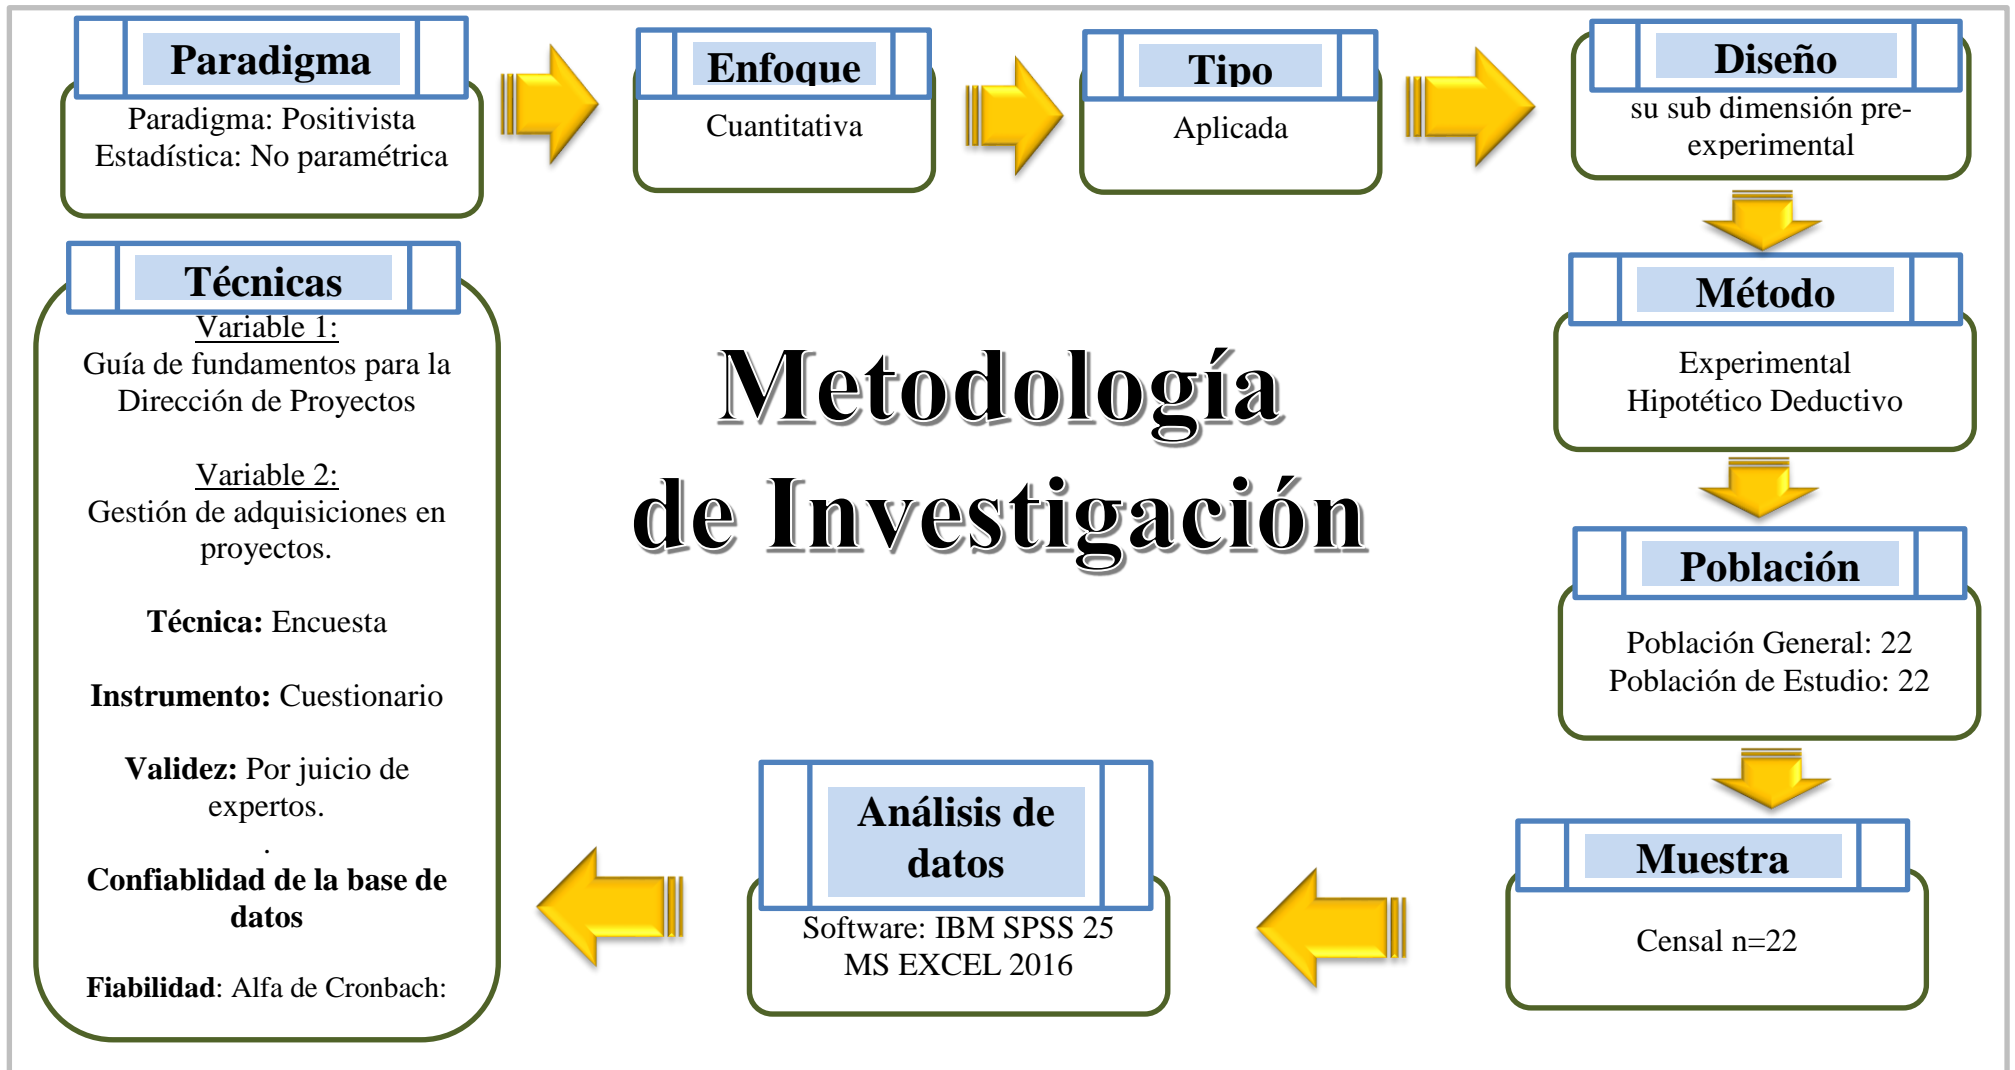 Paradigma
Paradigma: Positivista
Estadística: No paramétrica
Enfoque
Cuantitativa
Tipo
Aplicada
Diseño
su sub dimensión pre-
experimental
Método
Experimental
Hipotético Deductivo
Población
Población General: 22
Población de Estudio: 22
Muestra
Censal n=22
Análisis de
datos
Software: IBM SPSS 25
MS EXCEL 2016
Técnicas
Variable 1:
Guía de fundamentos para la
Dirección de Proyectos
Variable 2:
Gestión de adquisiciones en
proyectos.
Técnica: Encuesta
Instrumento: Cuestionario
Validez: Por juicio de
expertos.
.
Confiablidad de la base de
datos
Fiabilidad: Alfa de Cronbach:
Metodología
de Investigación